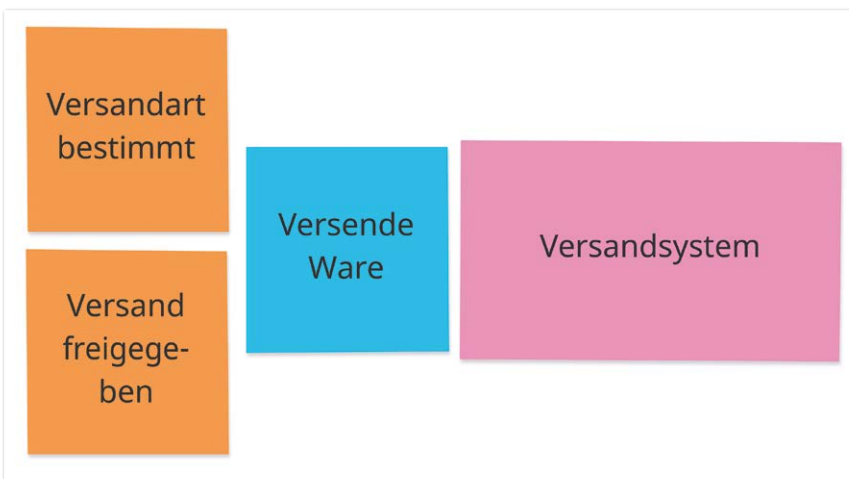 Versandart
bestimmt
Versand
freigege-
ben
Versende
Ware
Versandsystem